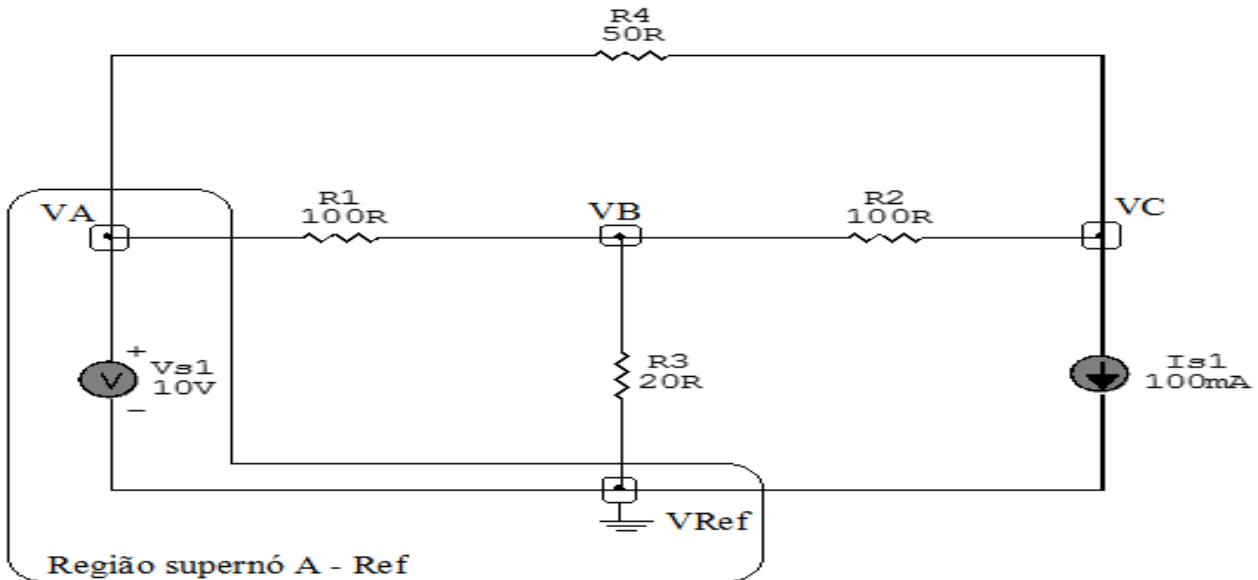 R4
50R
VA
R1
100R
VB
R2
100R
VC
+
V
Vs1
10V
−
R3
20R
Is1
100mA
VRef
Região supernó A - Ref